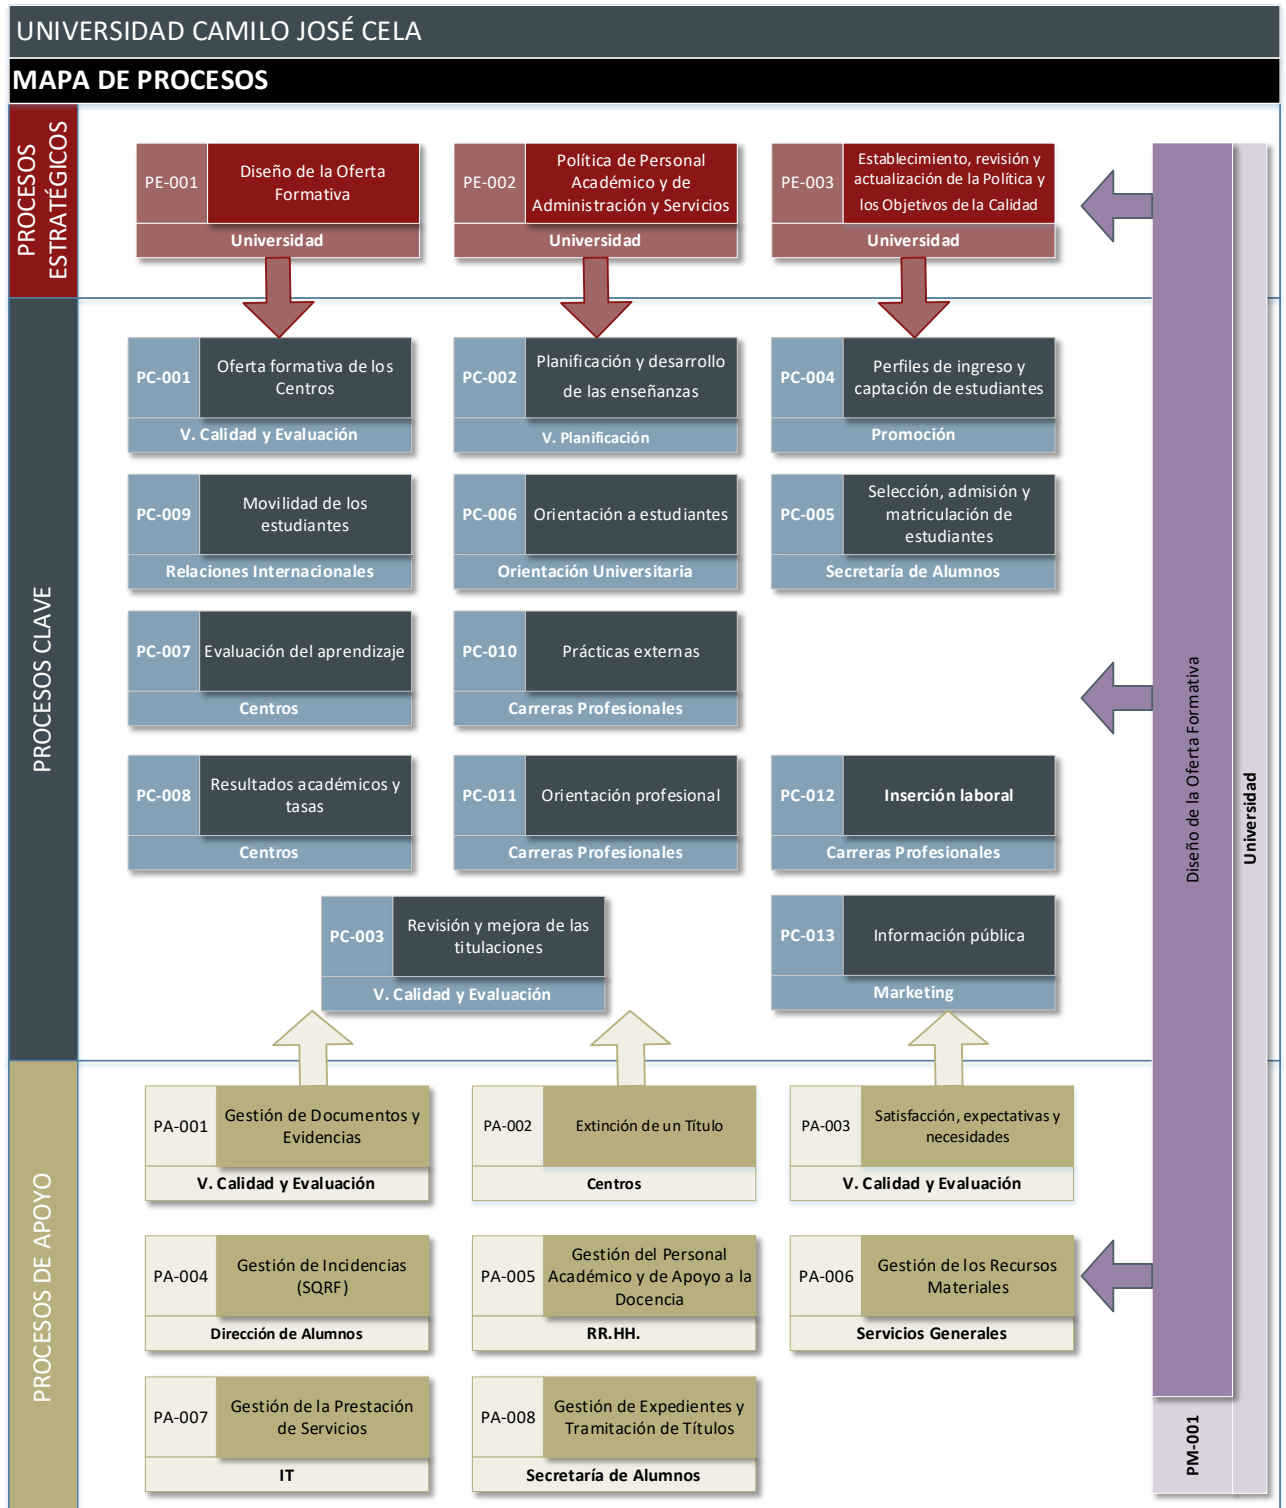 UNIVERSIDAD CAMILO JOSÉ CELA
MAPA DE PROCESOS
PROCESOS
ESTRATÉGICOS
PE-001
Diseño de la Oferta
Formativa
Universidad
PE-002
Política de Personal
Académico y de
Administración y Servicios
Universidad
PE-003
Establecimiento, revisión y
actualización de la Política y
los Objetivos de la Calidad
Universidad
PROCESOS CLAVE
PC-001
Oferta formativa de los
Centros
V. Calidad y Evaluación
PC-002
Planificación y desarrollo
de las enseñanzas
V. Planificación
PC-004
Perfiles de ingreso y
captación de estudiantes
Promoción
PC-009
Movilidad de los
estudiantes
Relaciones Internacionales
PC-006
Orientación a estudiantes
Orientación Universitaria
PC-005
Selección, admisión y
matriculación de
estudiantes
Secretaría de Alumnos
PC-007
Evaluación del aprendizaje
Centros
PC-010
Prácticas externas
Carreras Profesionales
PC-008
Resultados académicos y
tasas
Centros
PC-011
Orientación profesional
Carreras Profesionales
PC-012
Inserción laboral
Carreras Profesionales
PC-003
Revisión y mejora de las
titulaciones
V. Calidad y Evaluación
PC-013
Información pública
Marketing
PROCESOS DE APOYO
PA-001
Gestión de Documentos y
Evidencias
V. Calidad y Evaluación
PA-002
Extinción de un Título
Centros
PA-003
Satisfacción, expectativas y
necesidades
V. Calidad y Evaluación
PA-004
Gestión de Incidencias
(SQRF)
Dirección de Alumnos
PA-005
Gestión del Personal
Académico y de Apoyo a la
Docencia
RR.HH.
PA-006
Gestión de los Recursos
Materiales
Servicios Generales
PA-007
Gestión de la Prestación
de Servicios
IT
PA-008
Gestión de Expedientes y
Tramitación de Títulos
Secretaría de Alumnos
Diseño de la Oferta Formativa
PM-001
Universidad